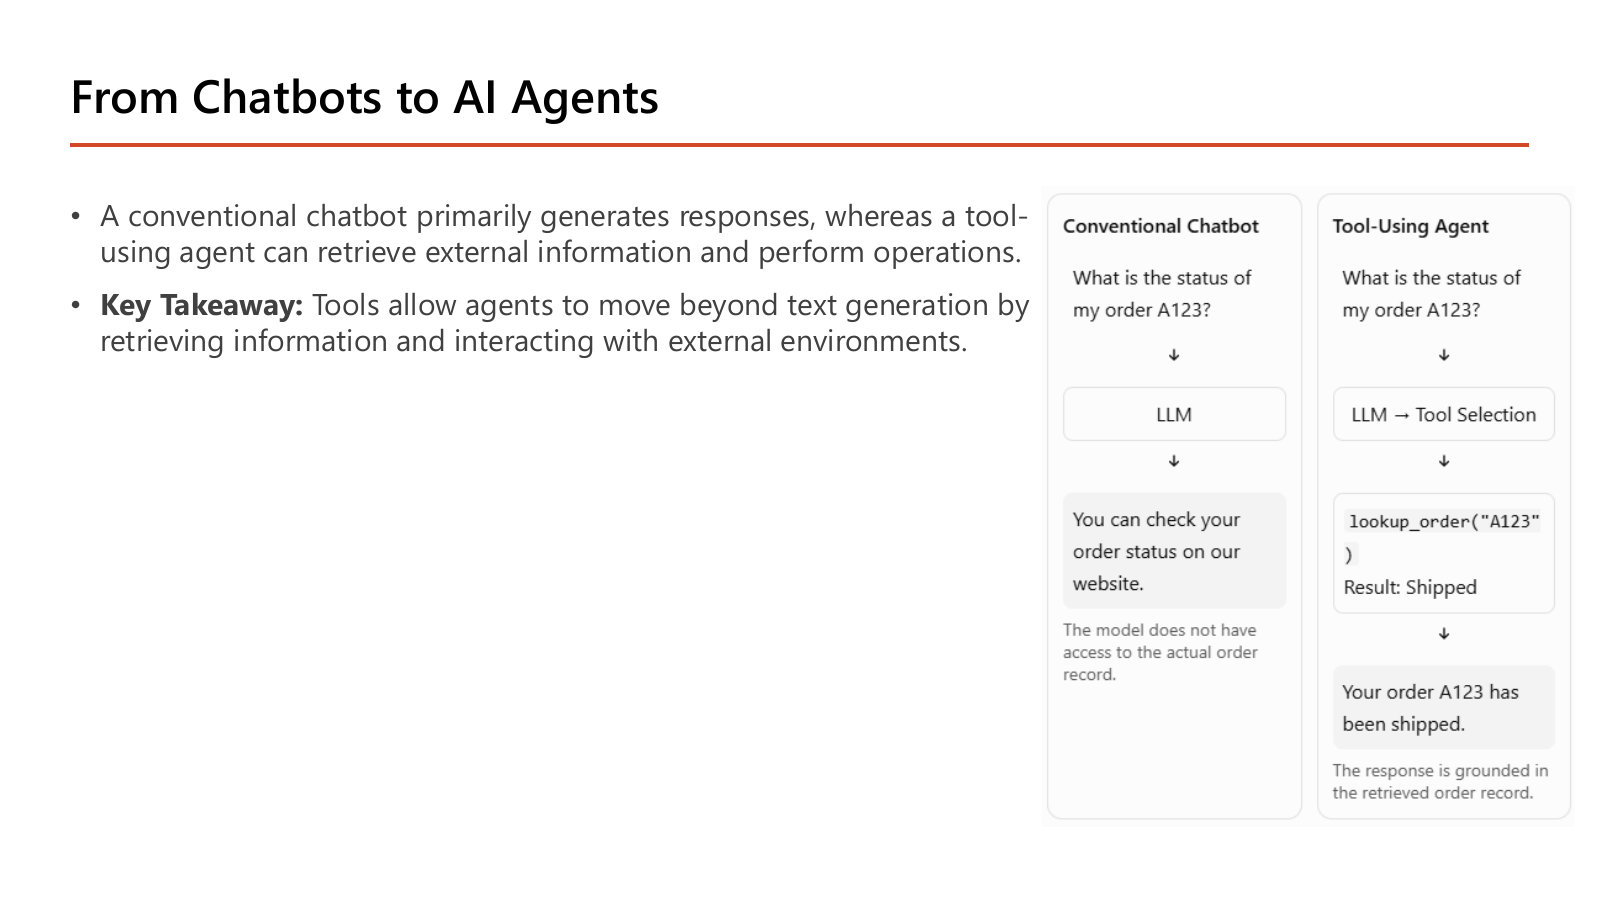 From Chatbots to AI Agents
• A conventional chatbot primarily generates responses, whereas a tool-
using agent can retrieve external information and perform operations.
• Key Takeaway: Tools allow agents to move beyond text generation by
retrieving information and interacting with external environments.
Conventional Chatbot
What is the status of
my order A123?
↓
LLM
↓
You can check your
order status on our
website.
The model does not have
access to the actual order
record.
Tool-Using Agent
What is the status of
my order A123?
↓
LLM → Tool Selection
↓
lookup_order("A123"
)
Result: Shipped
↓
Your order A123 has
been shipped.
The response is grounded in
the retrieved order record.